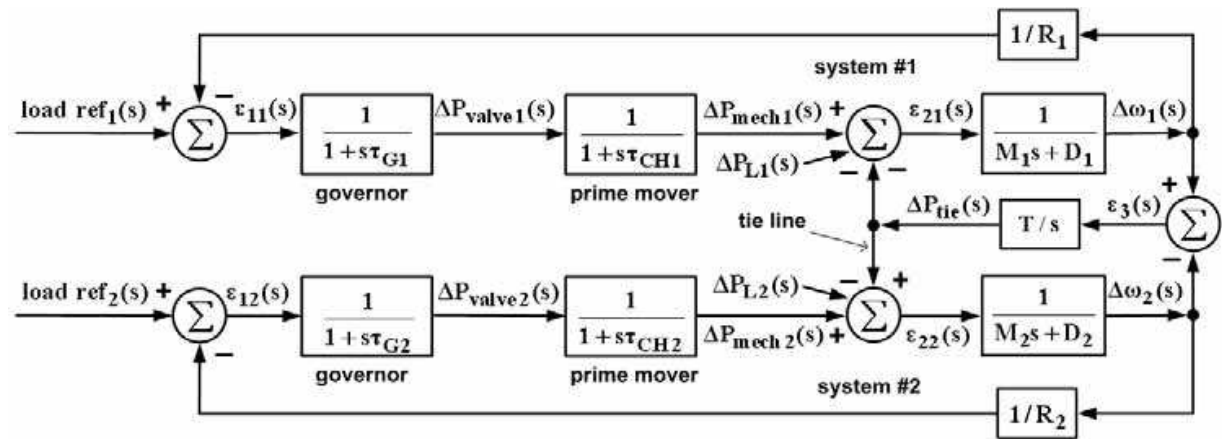 1/R₁
system #1
load ref₁(s) + − ε₁₁(s) 1 ΔP_valve1(s) 1 ΔP_mech1(s) + ε₂₁(s) 1 Δω₁(s)
Σ 1+sτ_G1 1+sτ_CH1 ΔP_L1(s) − − Σ M₁s+D₁
governor prime mover
tie line ΔP_tie(s) T/s ε₃(s) + Σ −
load ref₂(s) + ε₁₂(s) 1 ΔP_valve2(s) 1 ΔP_L2(s) − + 1 Δω₂(s)
Σ − 1+sτ_G2 1+sτ_CH2 ΔP_mech2(s) + Σ ε₂₂(s) M₂s+D₂
governor prime mover
system #2
1/R₂